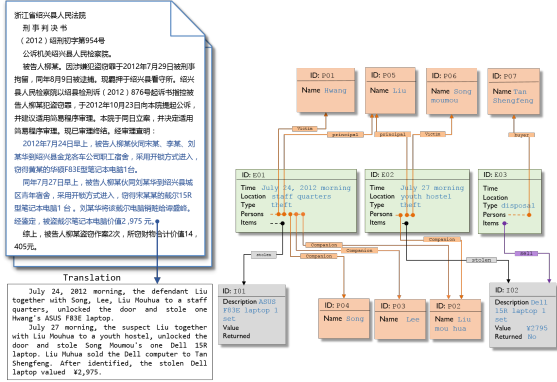 浙江省绍兴县人民法院
刑 事 判 决 书
(2012)绍刑初字第954号
公诉机关绍兴县人民检察院。
被告人柳某。因涉嫌盗窃罪于2012年7月29日被刑事
拘留,同年8月9日被逮捕。现羁押于绍兴县看守所。绍兴
县人民检察院以绍县检刑诉(2012)876号起诉书指控被
告人柳某犯盗窃罪,于2012年10月23日向本院提起公诉,
并建议适用简易程序审理。本院于同日立案,并决定适用
简易程序审理。现已审理终结。经审理查明:
2012年7月24日早上,被告人柳某伙同宋某、李某、刘
某华到绍兴县金龙客车公司职工宿舍,采用开锁方式进入,
窃得黄某的华硕F83E型笔记本电脑1台。
同年7月27日早上,被告人柳某伙同刘某华到绍兴县城
区青年宿舍,采用开锁方式进入,窃得宋某某的戴尔15R
型笔记本电脑 1 台。刘某华将该戴尔电脑销赃给谭盛峰。
经鉴定,被盗戴尔笔记本电脑价值2,975 元。
综上,被告人柳某盗窃作案2次,所窃财物合计价值14,
405元。
Translation
July 24, 2012 morning, the defendant Liu
together with Song, Lee, Liu Mouhua to a staff
quarters, unlocked the door and stole one
Hwang's ASUS F83E laptop.
July 27 morning, the suspect Liu together
with Liu Mouhua to a youth hostel, unlocked
the door and stole Song Moumou's one Dell 15R
laptop. Liu Muhua sold the Dell computer to Tan
Shengfeng. After identified, the stolen Dell
laptop valued ¥2,975.
ID: P01
Name Hwang
ID: P05
Name Liu
ID: P06
Name Song
moumou
ID: P07
Name Tan
Shengfeng
Victim
principal
principal
Victim
buyer
ID: E01
Time July 24, 2012 morning
Location staff quarters
Type theft
Persons
Items
ID: E02
Time July 27 morning
Location youth hostel
Type theft
Persons
Items
ID: E03
Time
Location
Type disposal
Persons
Items
stolen
Companion
Companion
Companion
Companion
stolen
sell
ID: I01
Description ASUS
F83E laptop 1
set
Value
Returned
ID: P04
Name Song
ID: P03
Name Lee
ID: P02
Name Liu
mou hua
ID: I02
Description Dell
15R laptop 1
set
Value ¥2795
Returned No